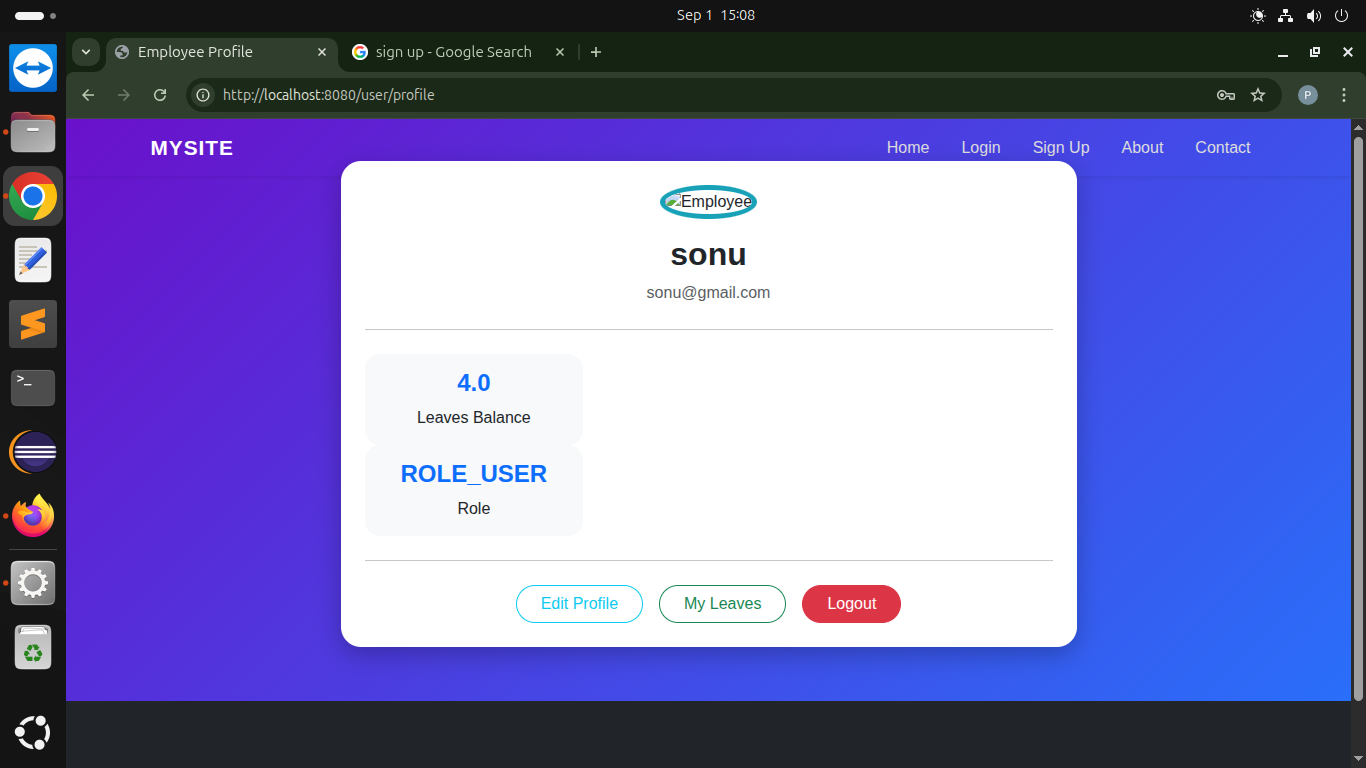 Sep 1 15:08
Employee Profile
sign up - Google Search
http://localhost:8080/user/profile
P
MYSITE
Home Login Sign Up About Contact
Employee
sonu
sonu@gmail.com
4.0
Leaves Balance
ROLE_USER
Role
Edit Profile My Leaves Logout
>_